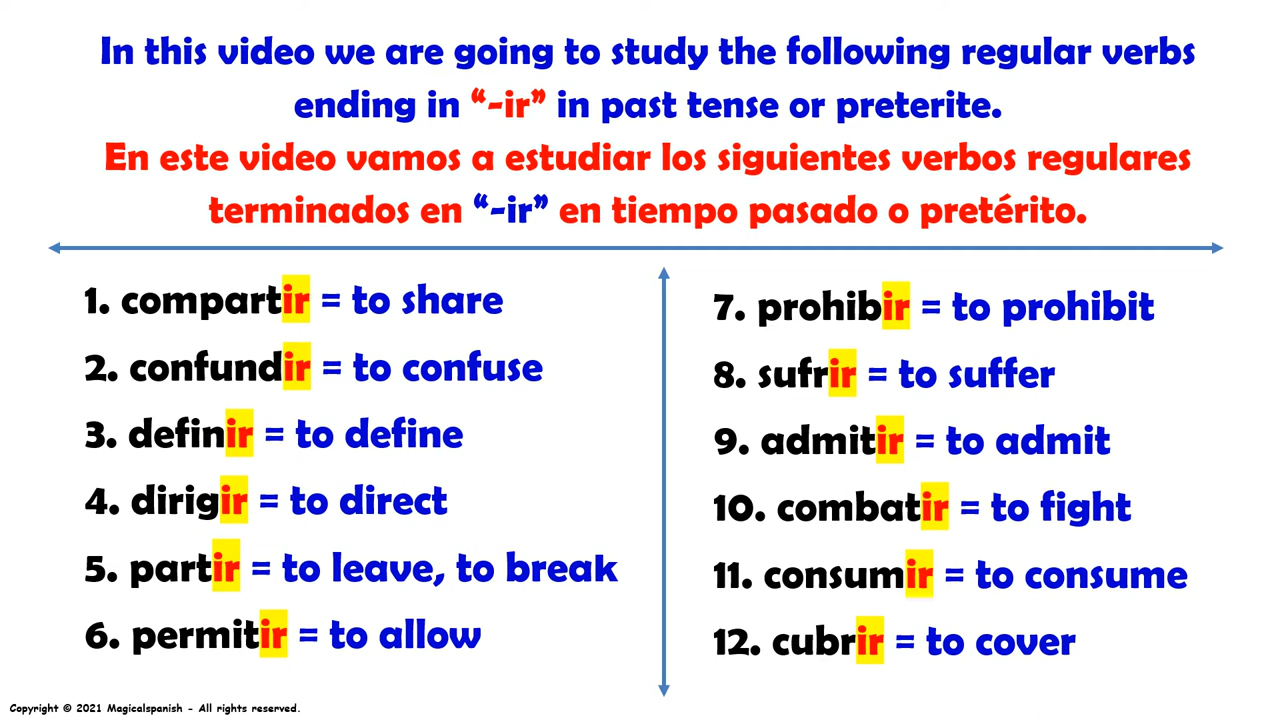 In this video we are going to study the following regular verbs
ending in “-ir” in past tense or preterite.
En este video vamos a estudiar los siguientes verbos regulares
terminados en “-ir” en tiempo pasado o pretérito.
1. compartir = to share
2. confundir = to confuse
3. definir = to define
4. dirigir = to direct
5. partir = to leave, to break
6. permitir = to allow
7. prohibir = to prohibit
8. sufrir = to suffer
9. admitir = to admit
10. combatir = to fight
11. consumir = to consume
12. cubrir = to cover
Copyright © 2021 Magicalspanish - All rights reserved.